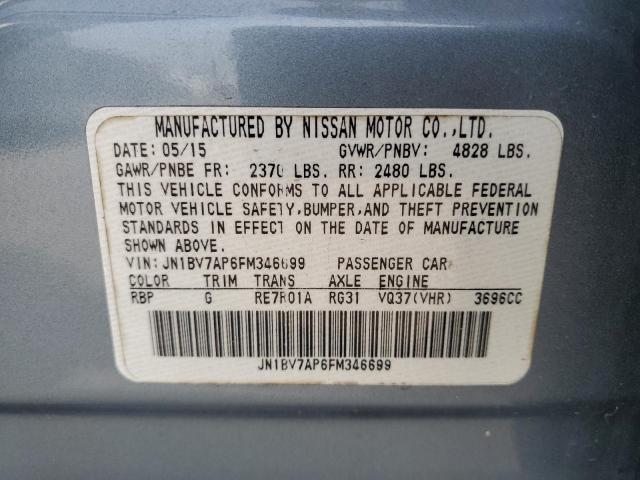 MANUFACTURED BY NISSAN MOTOR CO.,LTD.
DATE: 05/15 GVWR/PNBV: 4828 LBS.
GAWR/PNBE FR: 2370 LBS. RR: 2480 LBS.
THIS VEHICLE CONFORMS TO ALL APPLICABLE FEDERAL
MOTOR VEHICLE SAFETY,BUMPER,AND THEFT PREVENTION
STANDARDS IN EFFECT ON THE DATE OF MANUFACTURE
SHOWN ABOVE.
VIN: JN1BV7AP6FM346699 PASSENGER CAR
COLOR TRIM TRANS AXLE ENGINE
RBP G RE7R01A RG31 VQ37(VHR) 3696CC
JN1BV7AP6FM346699